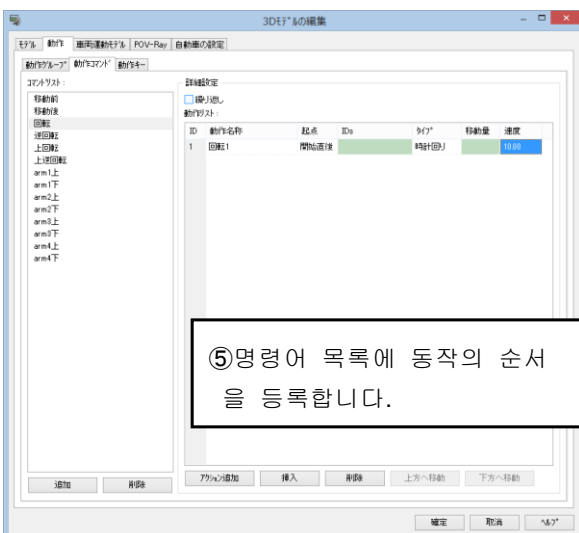 3Dﾓﾃﾞﾙの編集
ﾓﾃﾞﾙ 動作 車両運動ﾓﾃﾞﾙ POV-Ray 自動車の設定
動作ｸﾞﾙｰﾌﾟ 動作ｺﾏﾝﾄﾞ 動作ｷｰ
ｺﾏﾝﾄﾞﾘｽﾄ:
移動前
移動後
回転
逆回転
上回転
上逆回転
arm1上
arm1下
arm2上
arm2下
arm3上
arm3下
arm4上
arm4下
追加 削除
詳細設定
繰り返し
動作ﾘｽﾄ:
ID 動作名称 起点 IDs ﾀｲﾌﾟ 移動量 速度
1 回転1 開始直後 時計回り 10.00
⑤명령어 목록에 동작의 순서
을 등록합니다.
ｱｸｼｮﾝ追加 挿入 削除 上方へ移動 下方へ移動
確定 取消 ﾍﾙﾌﾟ